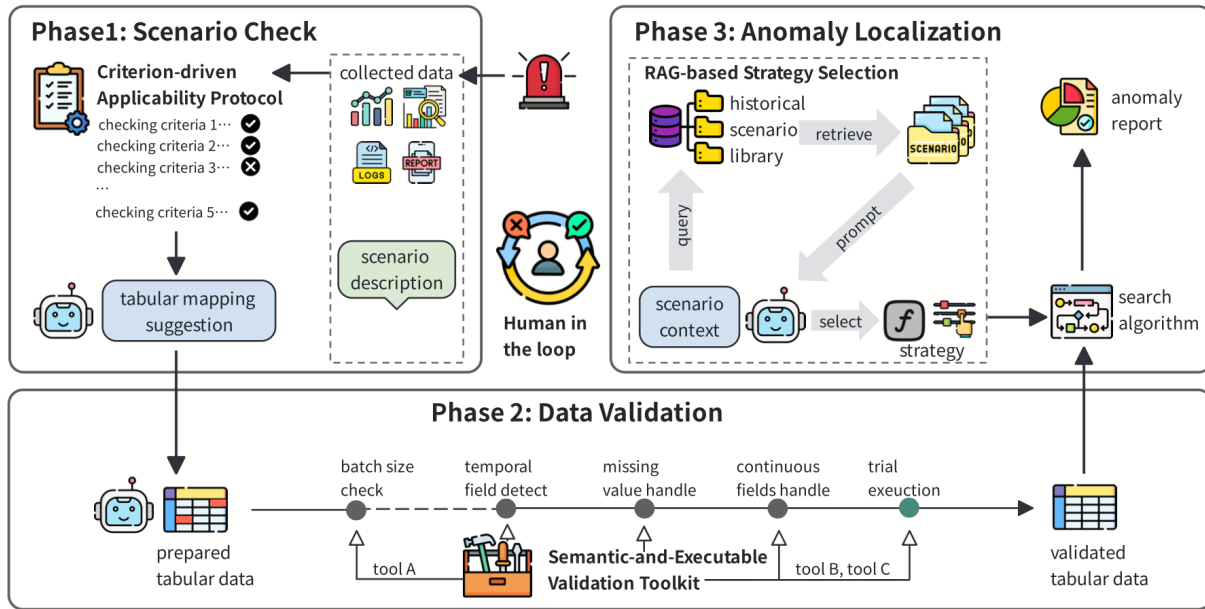 Phase1: Scenario Check
Criterion-driven
Applicability Protocol
checking criteria 1···
checking criteria 2···
checking criteria 3···
...
checking criteria 5···
collected data
</>
LOGS
REPORT
scenario
description
tabular mapping
suggestion
Human in
the loop
Phase 3: Anomaly Localization
RAG-based Strategy Selection
historical
scenario
library
retrieve
SCENARIO
query
prompt
scenario
context
select
f
strategy
anomaly
report
search
algorithm
Phase 2: Data Validation
batch size
check
temporal
field detect
missing
value handle
continuous
fields handle
trial
exeuction
prepared
tabular data
tool A
Semantic-and-Executable
Validation Toolkit
tool B, tool C
validated
tabular data